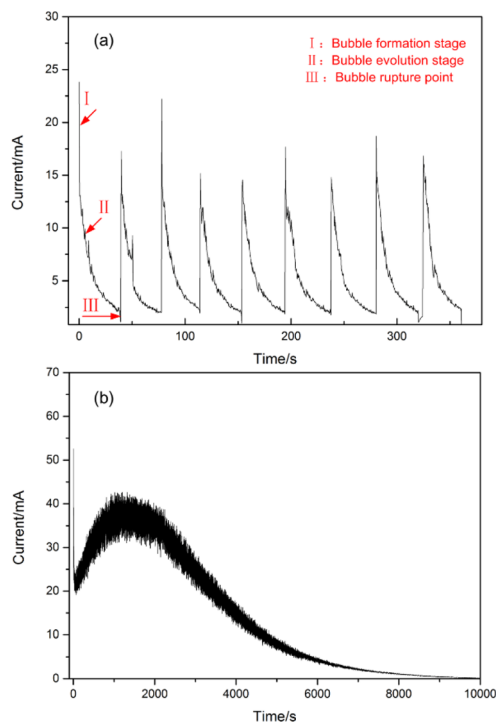 (a)
Ⅰ : Bubble formation stage
Ⅱ : Bubble evolution stage
Ⅲ : Bubble rupture point
Ⅰ
Ⅱ
Ⅲ
30
25
20
15
10
5
Current/mA
0 100 200 300
Time/s
(b)
70
60
50
40
30
20
10
0
Current/mA
0 2000 4000 6000 8000 10000
Time/s